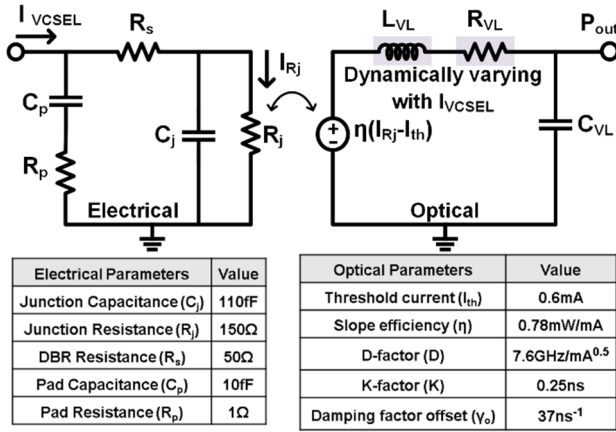 I VCSEL
Rs
LVL
RVL
Pout
IRj
Dynamically varying
with IVCSEL
Cp
Cj
Rj
+
−
η(IRj-Ith)
CVL
Rp
Electrical
Optical
Electrical Parameters Value
Junction Capacitance (Cj) 110fF
Junction Resistance (Rj) 150Ω
DBR Resistance (Rs) 50Ω
Pad Capacitance (Cp) 10fF
Pad Resistance (Rp) 1Ω
Optical Parameters Value
Threshold current (Ith) 0.6mA
Slope efficiency (η) 0.78mW/mA
D-factor (D) 7.6GHz/mA^0.5
K-factor (K) 0.25ns
Damping factor offset (γo) 37ns^-1